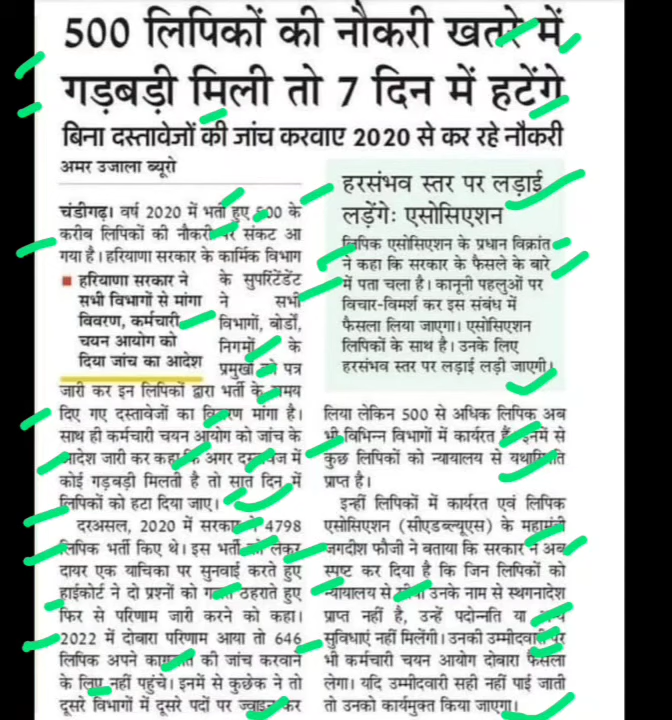 500 लिपिकों की नौकरी खतरे में
गड़बड़ी मिली तो 7 दिन में हटेंगे
बिना दस्तावेजों की जांच करवाए 2020 से कर रहे नौकरी
अमर उजाला ब्यूरो
चंडीगढ़। वर्ष 2020 में भर्ती हुए 500 के
करीब लिपिकों की नौकरी पर संकट आ
गया है। हरियाणा सरकार के कार्मिक विभाग
के सुपरिटेंडेंट
ने सभी
विभागों, बोर्डों,
निगमों के
प्रमुखों को पत्र
हरियाणा सरकार ने
सभी विभागों से मांगा
विवरण, कर्मचारी
चयन आयोग को
दिया जांच का आदेश
जारी कर इन लिपिकों द्वारा भर्ती के समय
दिए गए दस्तावेजों का विवरण मांगा है।
साथ ही कर्मचारी चयन आयोग को जांच के
आदेश जारी कर कहा कि अगर दस्तावेज में
कोई गड़बड़ी मिलती है तो सात दिन में
लिपिकों को हटा दिया जाए।
दरअसल, 2020 में सरकार ने 4798
लिपिक भर्ती किए थे। इस भर्ती को लेकर
दायर एक याचिका पर सुनवाई करते हुए
हाईकोर्ट ने दो प्रश्नों को गलत ठहराते हुए
फिर से परिणाम जारी करने को कहा।
2022 में दोबारा परिणाम आया तो 646
लिपिक अपने कागजात की जांच करवाने
के लिए नहीं पहुंचे। इनमें से कुछेक ने तो
दूसरे विभागों में दूसरे पदों पर ज्वाइन कर
हरसंभव स्तर पर लड़ाई
लड़ेंगे: एसोसिएशन
लिपिक एसोसिएशन के प्रधान विक्रांत
ने कहा कि सरकार के फैसले के बारे
में पता चला है। कानूनी पहलुओं पर
विचार-विमर्श कर इस संबंध में
फैसला लिया जाएगा। एसोसिएशन
लिपिकों के साथ है। उनके लिए
हरसंभव स्तर पर लड़ाई लड़ी जाएगी।
लिया लेकिन 500 से अधिक लिपिक अब
भी विभिन्न विभागों में कार्यरत हैं। इनमें से
कुछ लिपिकों को न्यायालय से यथास्थिति
प्राप्त है।
इन्हीं लिपिकों में कार्यरत एवं लिपिक
एसोसिएशन (सीएडब्ल्यूएस) के महामंत्री
जगदीश फौजी ने बताया कि सरकार ने अब
स्पष्ट कर दिया है कि जिन लिपिकों को
न्यायालय से उनके नाम से स्थगनादेश
प्राप्त नहीं है, उन्हें पदोन्नति या अन्य
सुविधाएं नहीं मिलेंगी। उनकी उम्मीदवारी पर
भी कर्मचारी चयन आयोग दोबारा फैसला
लेगा। यदि उम्मीदवारी सही नहीं पाई जाती
तो उनको कार्यमुक्त किया जाएगा।